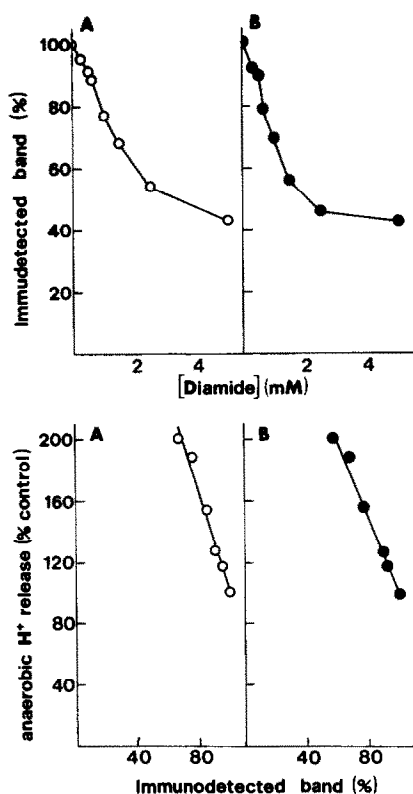 A
B
100
80
60
40
20
Immudetected band (%)
2
4
2
4
[Diamide] (mM)
A
B
200
160
120
80
40
anaerobic H+ release (% control)
40
80
40
80
Immunodetected band (%)